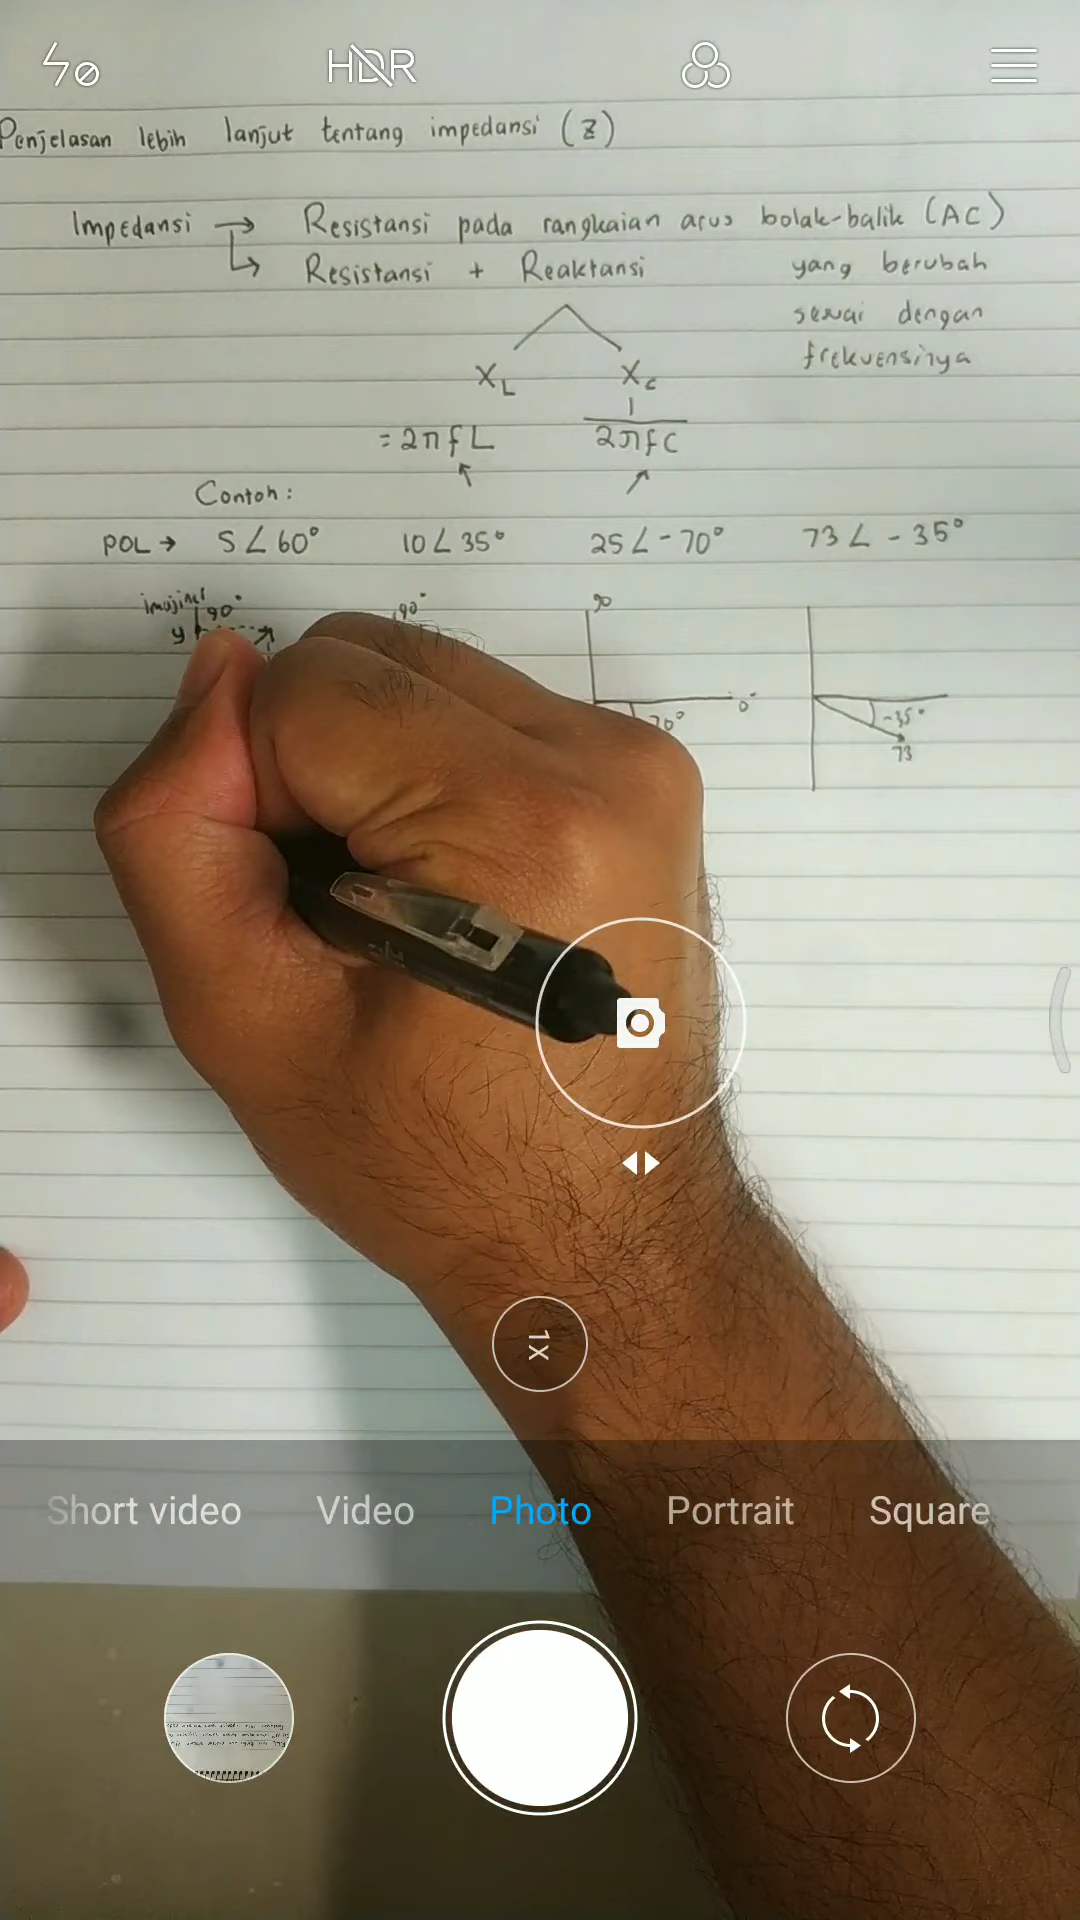 HDR
Penjelasan lebih lanjut tentang impedansi (Z)
Impedansi → Resistansi pada rangkaian arus bolak-balik (AC)
↳ Resistansi + Reaktansi
yang berubah
sesuai dengan
frekuensinya
X_L X_C
= 2πfL
1
2πfC
Contoh:
POL → 5∠60° 10∠35° 25∠-70° 73∠-35°
imajiner
90° 90° 90
y
0°
70°
-35°
73
1X
Short video Video Photo Portrait Square